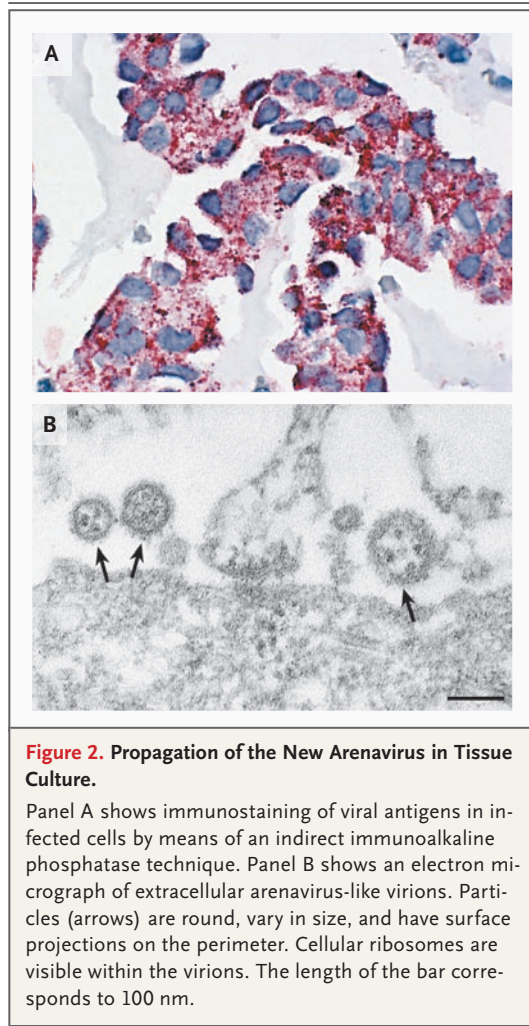 A
B
Figure 2. Propagation of the New Arenavirus in Tissue
Culture.
Panel A shows immunostaining of viral antigens in in-
fected cells by means of an indirect immunoalkaline
phosphatase technique. Panel B shows an electron mi-
crograph of extracellular arenavirus-like virions. Parti-
cles (arrows) are round, vary in size, and have surface
projections on the perimeter. Cellular ribosomes are
visible within the virions. The length of the bar corre-
sponds to 100 nm.